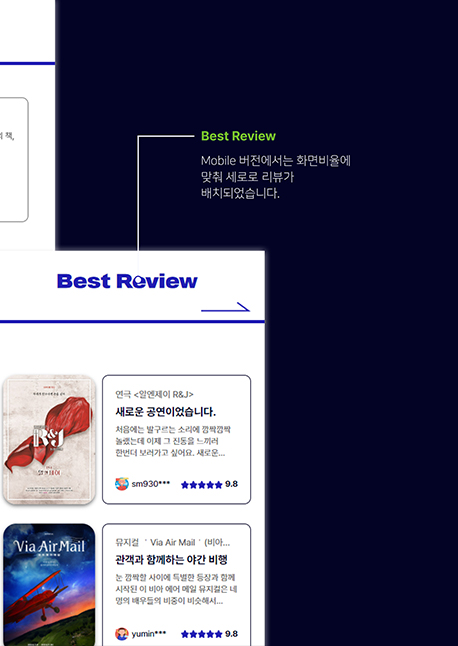 의 책,
Best Review
Mobile 버전에서는 화면비율에
맞춰 세로로 리뷰가
배치되었습니다.
Best Review
R&J
알앤제이
연극 <알앤제이 R&J>
새로운 공연이었습니다.
처음에는 발구르는 소리에 깜짝깜짝
놀랬는데 이제 그 진동을 느끼러
한번더 보러가고 싶어요. 새로운...
sm930*** ★★★★★ 9.8
Via Air Mail
뮤지컬 ' Via Air Mail ' (비아...
관객과 함께하는 야간 비행
눈 깜짝할 사이에 특별한 등상과 함께
시작된 이 비아 에어 메일 뮤지컬은 네
명의 배우들의 비중이 비슷해서...
yumin*** ★★★★★ 9.8